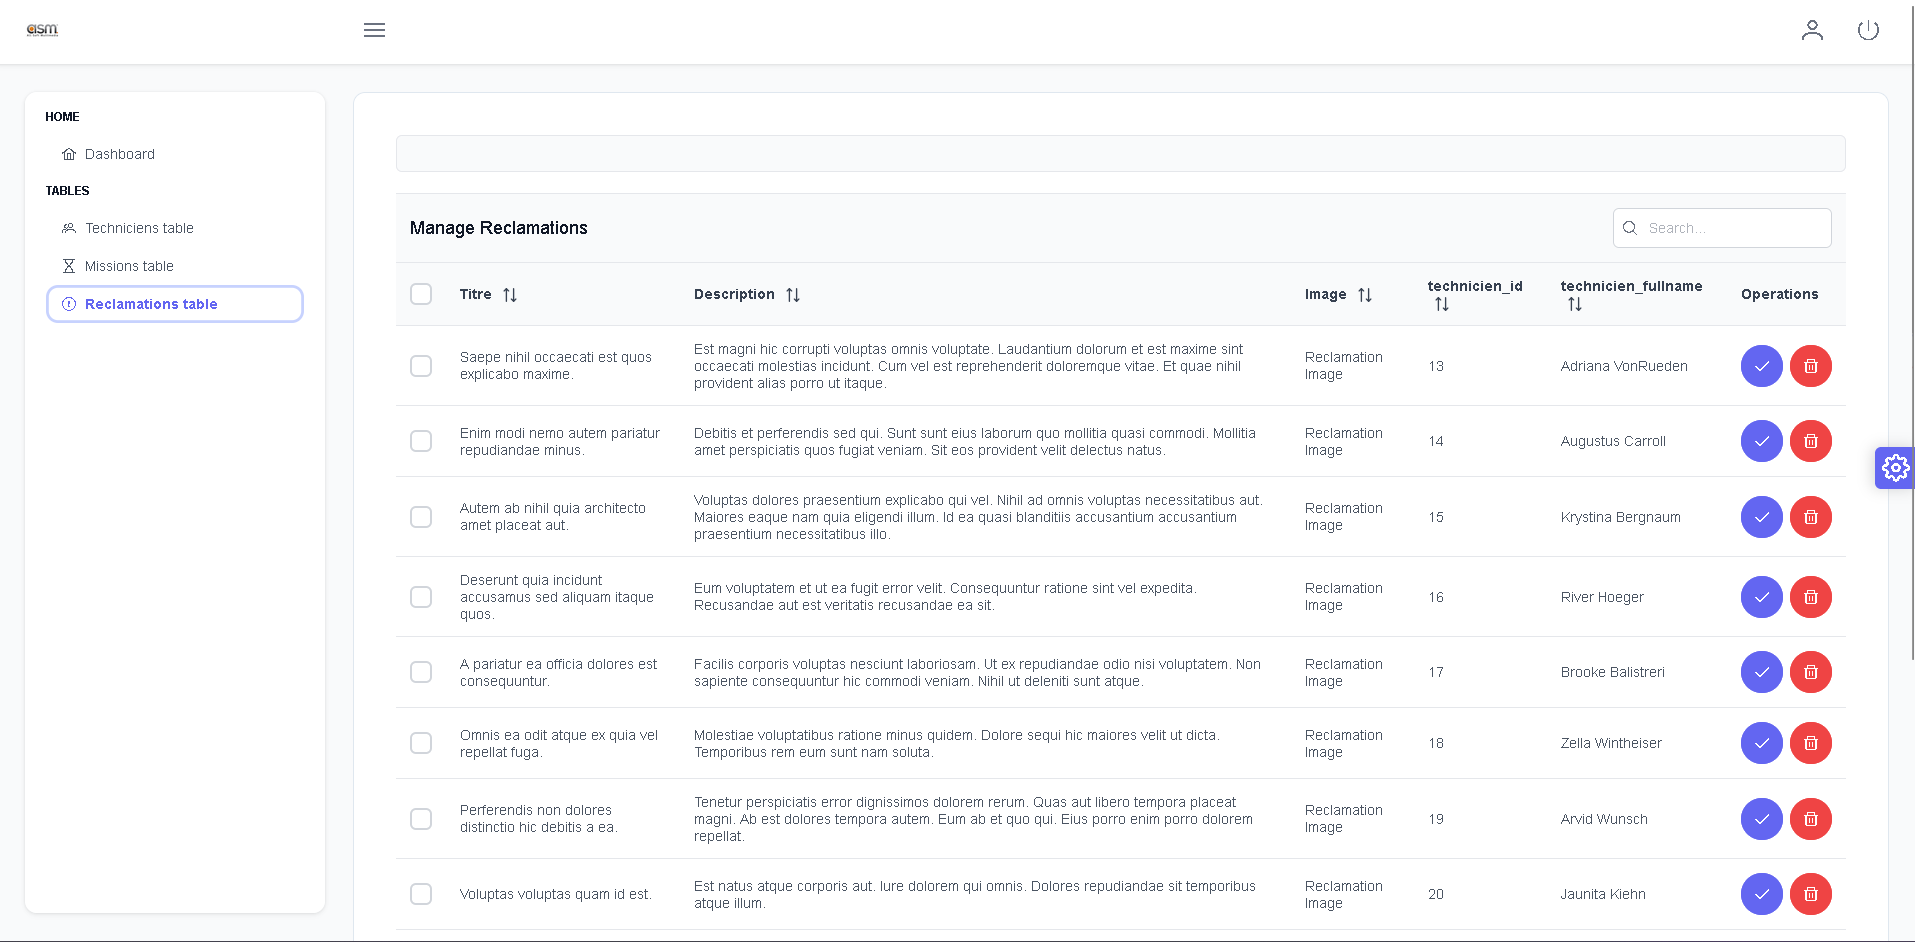 asm
HOME
Dashboard
TABLES
Techniciens table
Missions table
Reclamations table
Manage Reclamations
Search...
Titre
Description
Image
technicien_id
technicien_fullname
Operations
Saepe nihil occaecati est quos
explicabo maxime.
Est magni hic corrupti voluptas omnis voluptate. Laudantium dolorum et est maxime sint
occaecati molestias incidunt. Cum vel est reprehenderit doloremque vitae. Et quae nihil
provident alias porro ut itaque.
Reclamation
Image
13
Adriana VonRueden
Enim modi nemo autem pariatur
repudiandae minus.
Debitis et perferendis sed qui. Sunt sunt eius laborum quo mollitia quasi commodi. Mollitia
amet perspiciatis quos fugiat veniam. Sit eos provident velit delectus natus.
Reclamation
Image
14
Augustus Carroll
Autem ab nihil quia architecto
amet placeat aut.
Voluptas dolores praesentium explicabo qui vel. Nihil ad omnis voluptas necessitatibus aut.
Maiores eaque nam quia eligendi illum. Id ea quasi blanditiis accusantium accusantium
praesentium necessitatibus illo.
Reclamation
Image
15
Krystina Bergnaum
Deserunt quia incidunt
accusamus sed aliquam itaque
quos.
Eum voluptatem et ut ea fugit error velit. Consequuntur ratione sint vel expedita.
Recusandae aut est veritatis recusandae ea sit.
Reclamation
Image
16
River Hoeger
A pariatur ea officia dolores est
consequuntur.
Facilis corporis voluptas nesciunt laboriosam. Ut ex repudiandae odio nisi voluptatem. Non
sapiente consequuntur hic commodi veniam. Nihil ut deleniti sunt atque.
Reclamation
Image
17
Brooke Balistreri
Omnis ea odit atque ex quia vel
repellat fuga.
Molestiae voluptatibus ratione minus quidem. Dolore sequi hic maiores velit ut dicta.
Temporibus rem eum sunt nam soluta.
Reclamation
Image
18
Zella Wintheiser
Perferendis non dolores
distinctio hic debitis a ea.
Tenetur perspiciatis error dignissimos dolorem rerum. Quas aut libero tempora placeat
magni. Ab est dolores tempora autem. Eum ab et quo qui. Eius porro enim porro dolorem
repellat.
Reclamation
Image
19
Arvid Wunsch
Voluptas voluptas quam id est.
Est natus atque corporis aut. Iure dolorem qui omnis. Dolores repudiandae sit temporibus
atque illum.
Reclamation
Image
20
Jaunita Kiehn